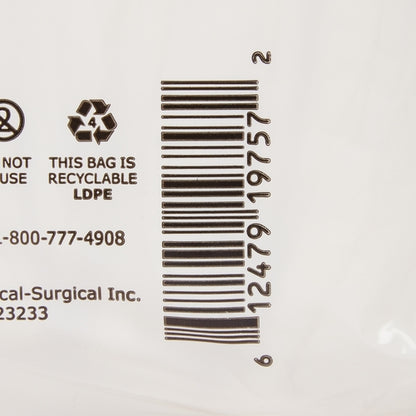 4
NOT
USE
THIS BAG IS
RECYCLABLE
LDPE
1-800-777-4908
cal-Surgical Inc.
23233
6 12479 19757 2